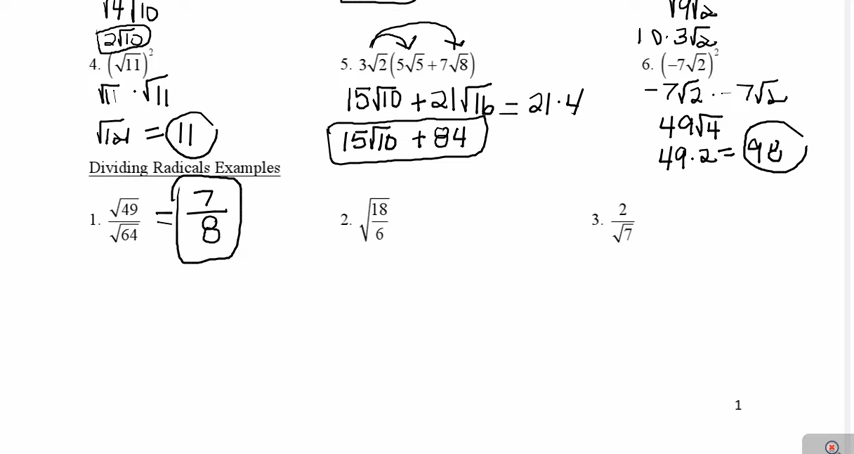 √4√10
2√10
√9√2
10·3√2
4. (√11)²
√11 · √11
√121 = 11
5. 3√2(5√5 + 7√8)
15√10 + 21√16 = 21·4
15√10 + 84
6. (−7√2)²
-7√2 · -7√2
49√4
49·2 = 98
Dividing Radicals Examples
1. √49/√64 = 7/8
2. √(18/6)
3. 2/√7
1